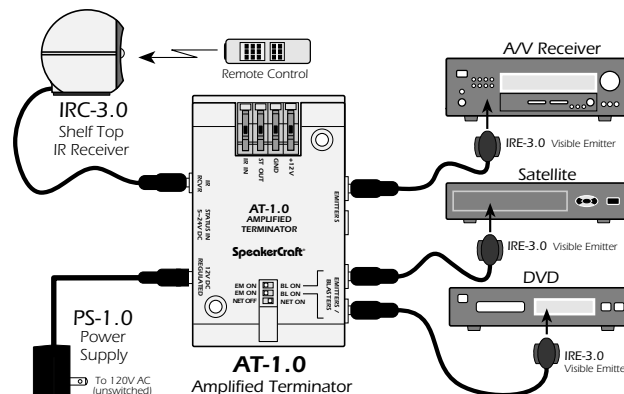 A/V Receiver
Remote Control
IRC-3.0
Shelf Top
IR Receiver
IRE-3.0 Visible Emitter
IR IN
ST OUT
GND
+12V
IR
RCVR
STATUS IN
5–24V DC
12V DC
REGULATED
EMITTERS
EMITTERS /
BLASTERS
AT-1.0
AMPLIFIED
TERMINATOR
SpeakerCraft®
EM ON
EM ON
NET OFF
BL ON
BL ON
NET ON
Satellite
IRE-3.0 Visible Emitter
DVD
IRE-3.0
Visible Emitter
PS-1.0
Power
Supply
To 120V AC
(unswitched)
AT-1.0
Amplified Terminator